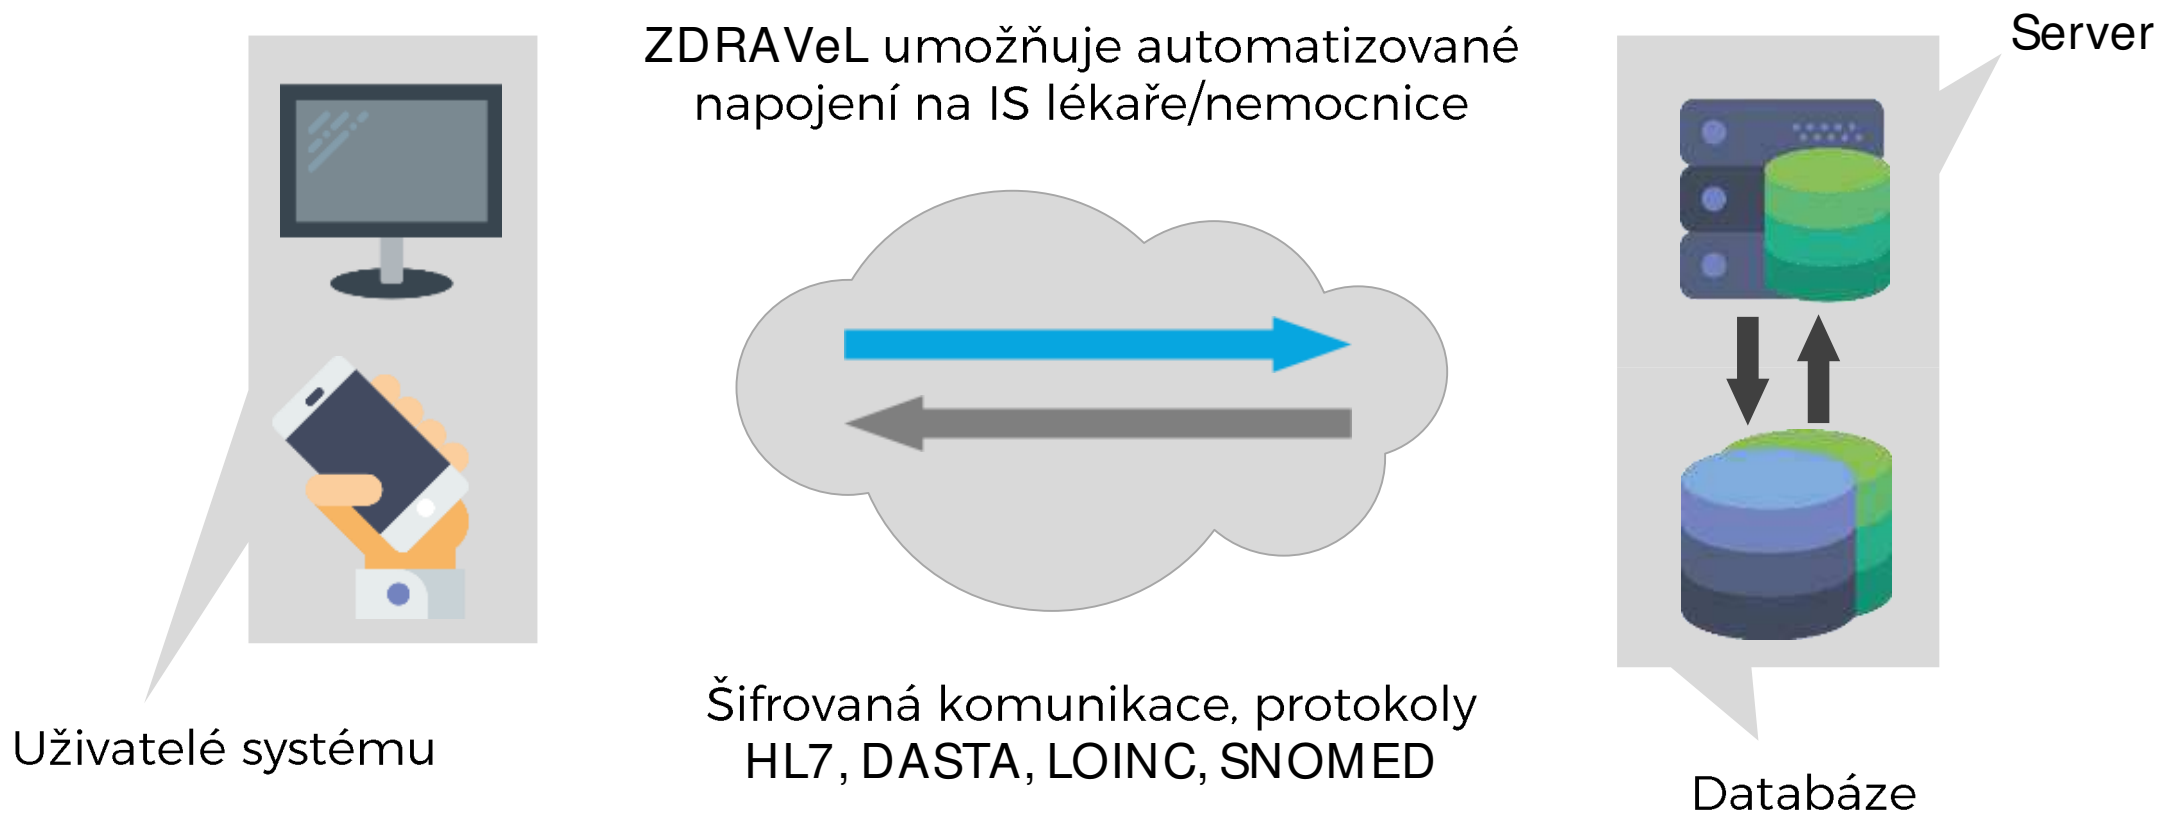 ZDRAVeL umožňuje automatizované
napojení na IS lékaře/nemocnice
Server
Šifrovaná komunikace, protokoly
HL7, DASTA, LOINC, SNOMED
Uživatelé systému
Databáze